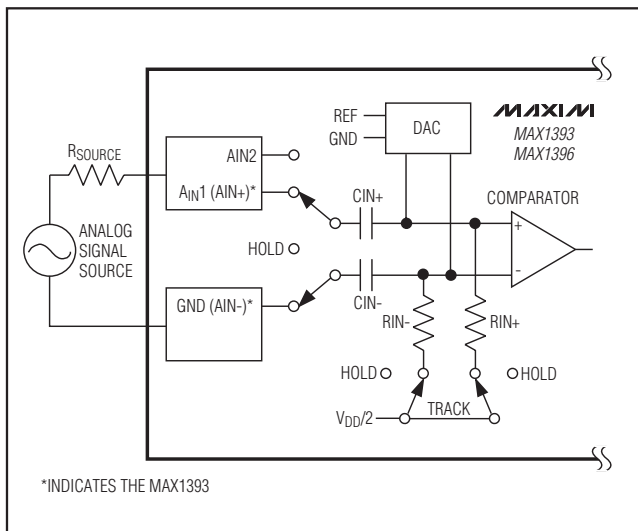 MAXIM
MAX1393
MAX1396
REF
GND
DAC
RSOURCE
AIN2
AIN1 (AIN+)*
CIN+
COMPARATOR
+
-
ANALOG
SIGNAL
SOURCE
HOLD
GND (AIN-)*
CIN-
RIN-
RIN+
HOLD
HOLD
VDD/2
TRACK
*INDICATES THE MAX1393